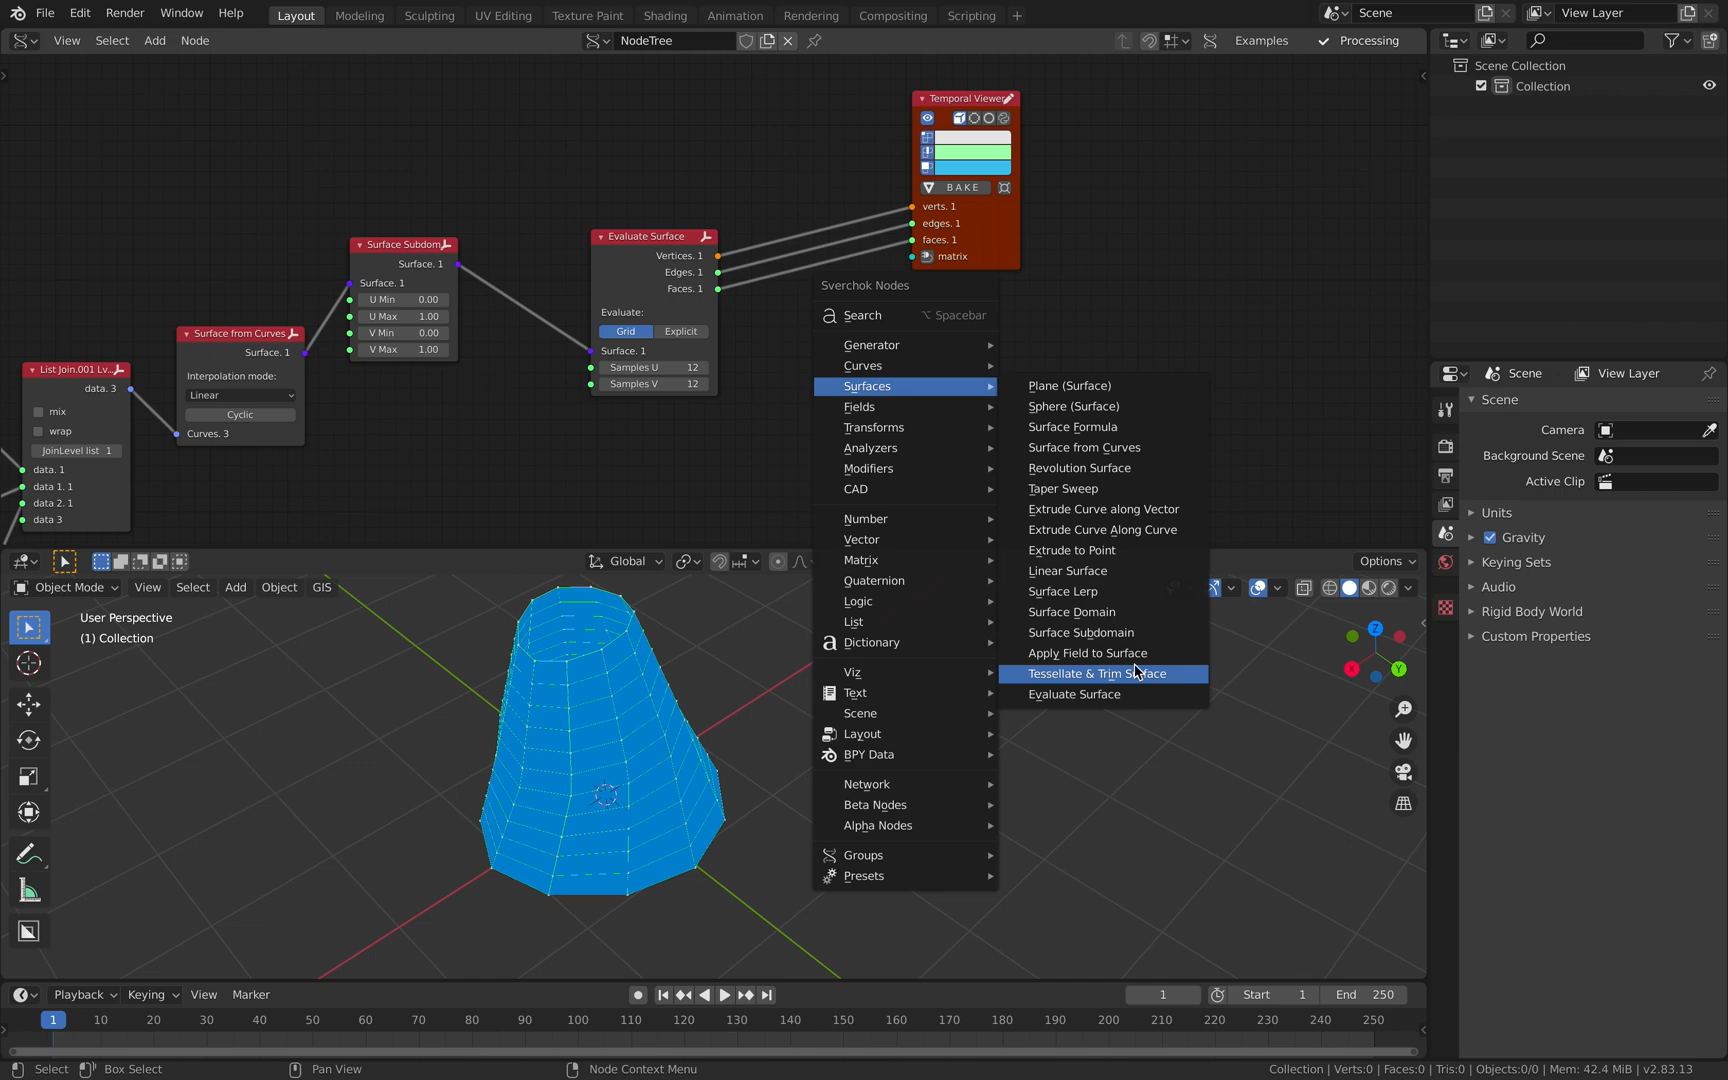 File Edit Render Window Help Layout Modeling Sculpting UV Editing Texture Paint Shading Animation Rendering Compositing Scripting + Scene View Layer
View Select Add Node NodeTree Examples Processing
Scene Collection
Collection
Temporal Viewer
BAKE
verts. 1
edges. 1
faces. 1
matrix
Evaluate Surface
Vertices. 1
Edges. 1
Faces. 1
Evaluate:
Grid Explicit
Surface. 1
Samples U 12
Samples V 12
Surface Subdom
Surface. 1
Surface. 1
U Min 0.00
U Max 1.00
V Min 0.00
V Max 1.00
Surface from Curves
Surface. 1
Interpolation mode:
Linear
Cyclic
Curves. 3
List Join.001 Lv...
data. 3
mix
wrap
JoinLevel list 1
data. 1
data 1. 1
data 2. 1
data 3
Sverchok Nodes
Search Spacebar
Generator
Curves
Surfaces
Fields
Transforms
Analyzers
Modifiers
CAD
Number
Vector
Matrix
Quaternion
Logic
List
Dictionary
Viz
Text
Scene
Layout
BPY Data
Network
Beta Nodes
Alpha Nodes
Groups
Presets
Plane (Surface)
Sphere (Surface)
Surface Formula
Surface from Curves
Revolution Surface
Taper Sweep
Extrude Curve along Vector
Extrude Curve Along Curve
Extrude to Point
Linear Surface
Surface Lerp
Surface Domain
Surface Subdomain
Apply Field to Surface
Tessellate & Trim Surface
Evaluate Surface
Scene View Layer
Scene
Camera
Background Scene
Active Clip
Units
Gravity
Keying Sets
Audio
Rigid Body World
Custom Properties
Global Options
Object Mode View Select Add Object GIS
User Perspective
(1) Collection
Z
X Y
Playback Keying View Marker 1 Start 1 End 250
1 10 20 30 40 50 60 70 80 90 100 110 120 130 140 150 160 170 180 190 200 210 220 230 240 250
Select Box Select Pan View Node Context Menu Collection | Verts:0 | Faces:0 | Tris:0 | Objects:0/0 | Mem: 42.4 MiB | v2.83.13